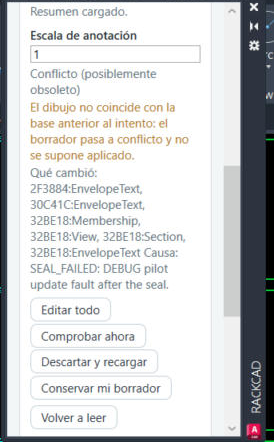 Resumen cargado.
Escala de anotación
1
Conflicto (posiblemente
obsoleto)
El dibujo no coincide con la
base anterior al intento: el
borrador pasa a conflicto y no
se supone aplicado.
Qué cambió:
2F3884:EnvelopeText,
30C41C:EnvelopeText,
32BE18:Membership,
32BE18:View, 32BE18:Section,
32BE18:EnvelopeText Causa:
SEAL_FAILED: DEBUG pilot
update fault after the seal.
Editar todo
Comprobar ahora
Descartar y recargar
Conservar mi borrador
Volver a leer
RACKCAD